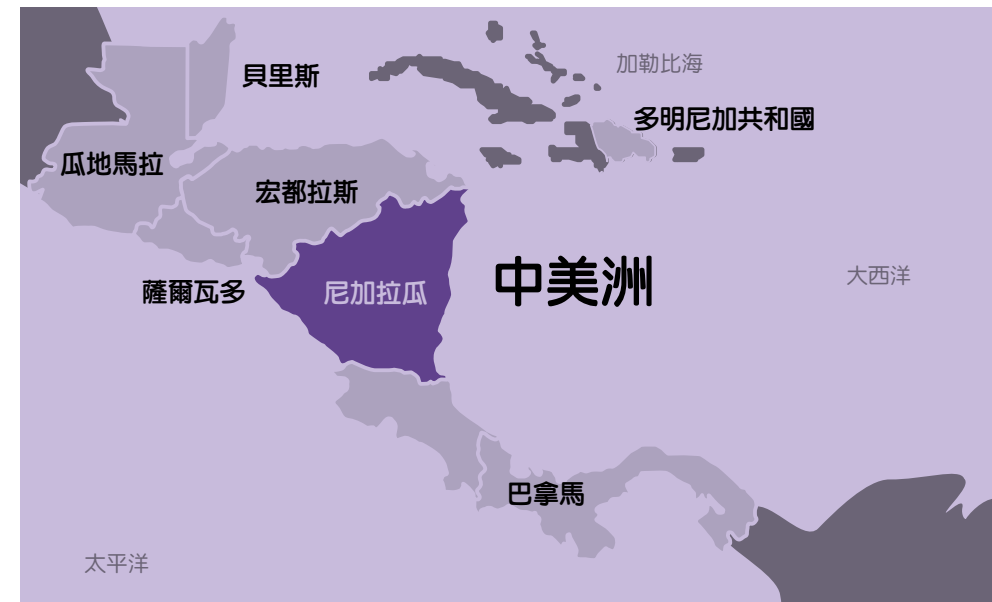 加勒比海
貝里斯
多明尼加共和國
瓜地馬拉
宏都拉斯
中美洲
大西洋
薩爾瓦多
尼加拉瓜
巴拿馬
太平洋